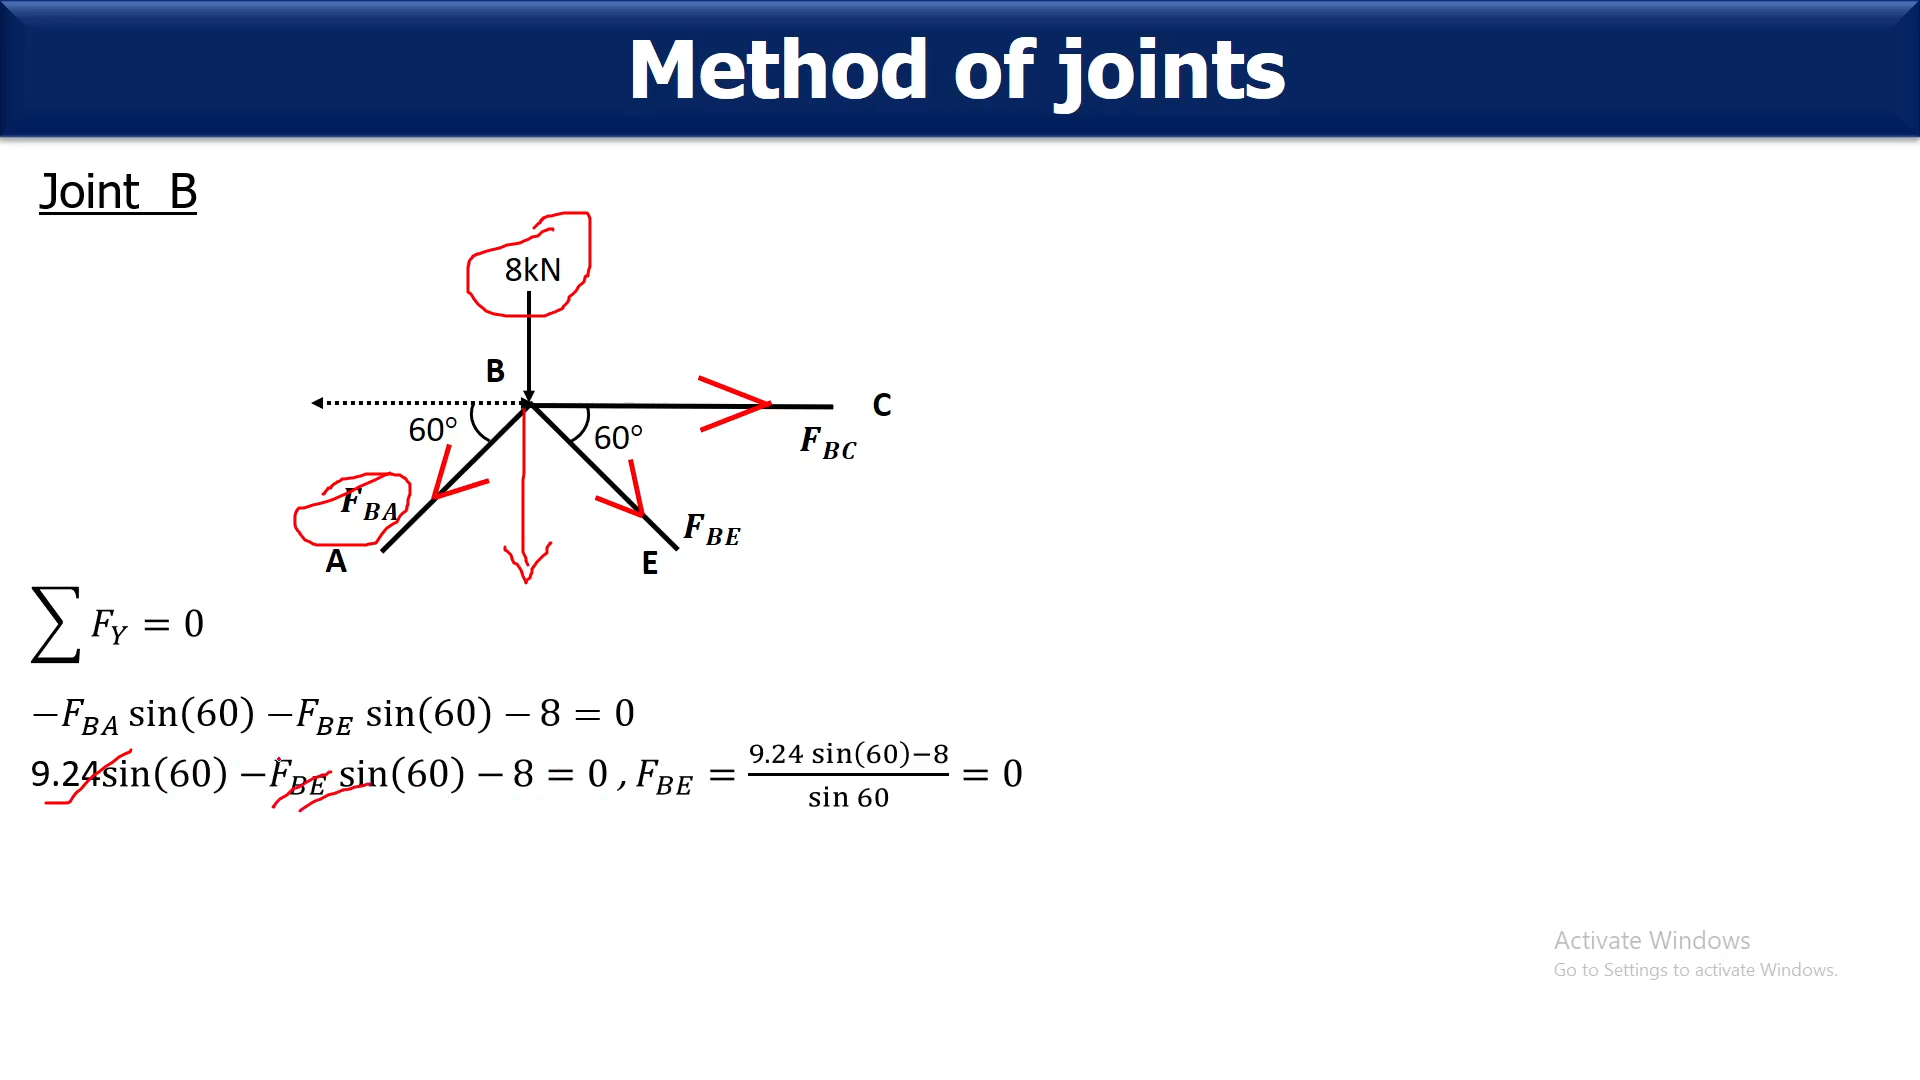 Method of joints
Joint B
8kN
B
C
60°
60°
F_BC
F_BA
F_BE
A
E
∑F_Y = 0
−F_BA sin(60) −F_BE sin(60) − 8 = 0
9.24sin(60) −F_BE sin(60) − 8 = 0 , F_BE = (9.24 sin(60)−8)/(sin 60) = 0
Activate Windows
Go to Settings to activate Windows.